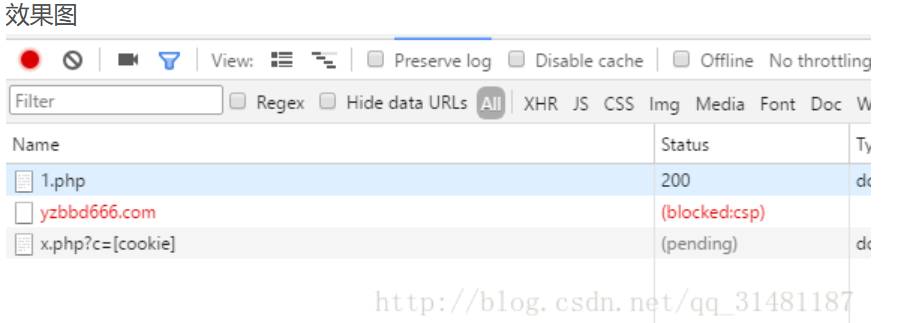 效果图
View: Preserve log Disable cache Offline No throttling
Filter Regex Hide data URLs All XHR JS CSS Img Media Font Doc W
Name Status Ty
1.php 200 do
yzbbd666.com (blocked:csp)
x.php?c=[cookie] (pending) do
http://blog.csdn.net/qq_31481187